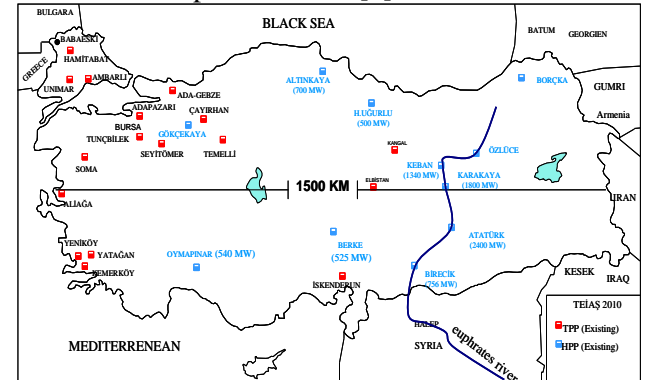 BULGARU
BLACK SEA
BATUM
GEORGIEN
BABAESKİ
HAMİTABAT
GREECE
AMBARLI
UNIMAR
ALTINKAYA
(700 MW)
BORÇKA
GUMRI
ADA-GEBZE
ADAPAZARI
ÇAYIRHAN
H.UĞURLU
(500 MW)
Armenia
BURSA
GÖKÇEKAYA
TUNÇBİLEK
SEYİTÖMER
TEMELLİ
KANGAL
ÖZLÜCE
SOMA
KEBAN
(1340 MW)
KARAKAYA
(1800 MW)
ELBİSTAN
1500 KM
ALİAĞA
IRAN
YENİKÖY
YATAĞAN
KEMERKÖY
OYMAPINAR (540 MW)
BERKE
(525 MW)
ATATÜRK
(2400 MW)
İSKENDERUN
BİRECİK
(756 MW)
KESEK
IRAQ
TEİAŞ 2010
TPP (Existing)
HPP (Existing)
HALEP
SYRIA
euphrates river
MEDITERRENEAN